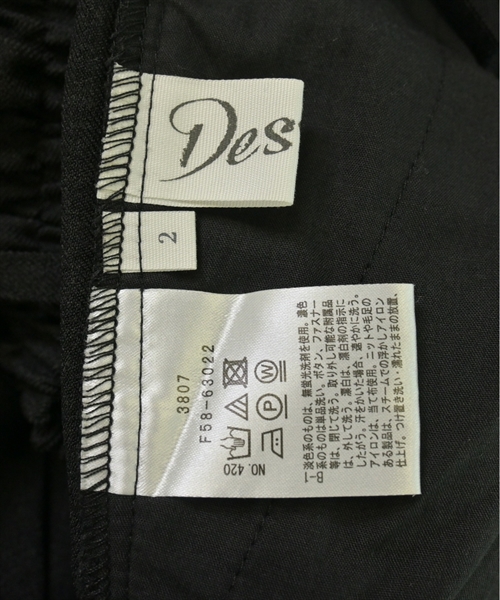 Des
2
3807
F58-63022
NO. 420
淡色系のものは、無蛍光洗剤を使用。濃色
系のものは単品洗い。ボタン、ファスナー
等は、閉じて洗う。取り外し可能な附属品
は、外して洗う。漂白は、漂白剤の指示に
したがう。汗をかいた場合、速やかに洗う。
アイロンは、当て布使用。ニットや毛足の
ある製品は、スチームでの浮かしアイロン
仕上げ。つけ置き洗い・濡れたままの放置、